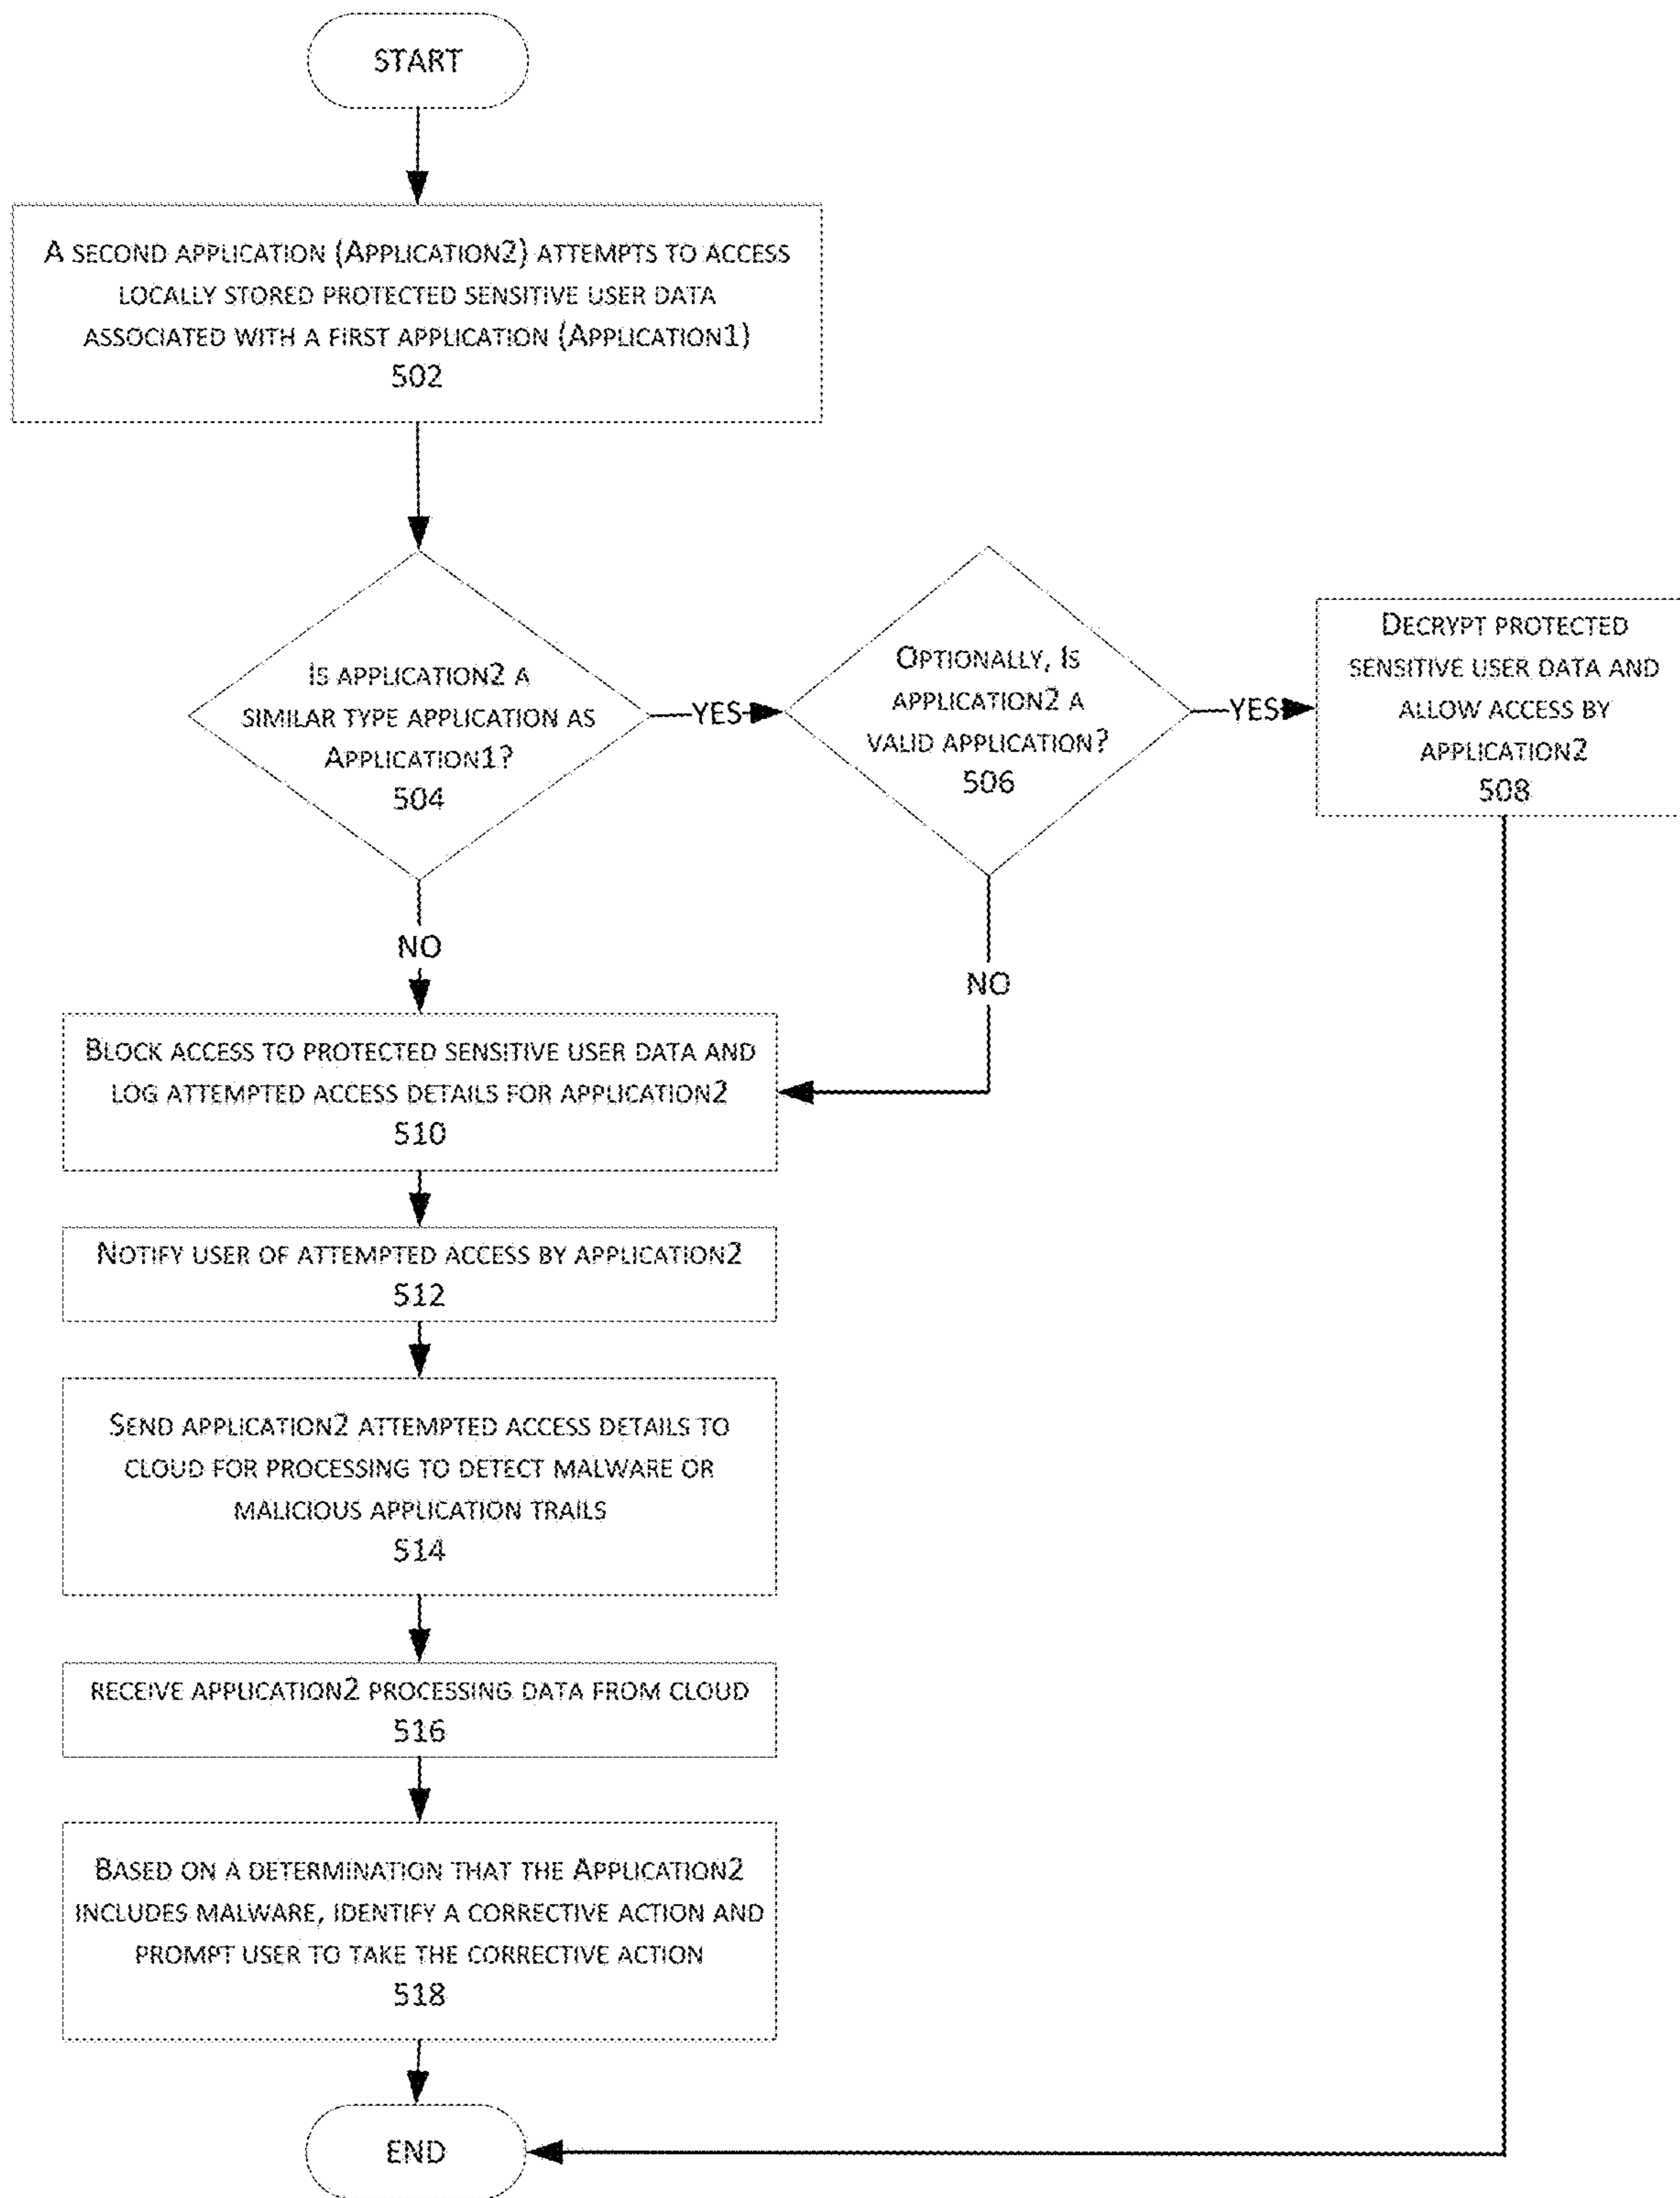 START
A SECOND APPLICATION (APPLICATION2) ATTEMPTS TO ACCESS
LOCALLY STORED PROTECTED SENSITIVE USER DATA
ASSOCIATED WITH A FIRST APPLICATION (APPLICATION1)
502
IS APPLICATION2 A
SIMILAR TYPE APPLICATION AS
APPLICATION1?
504
YES
OPTIONALLY, IS
APPLICATION2 A
VALID APPLICATION?
506
YES
DECRYPT PROTECTED
SENSITIVE USER DATA AND
ALLOW ACCESS BY
APPLICATION2
508
NO
NO
BLOCK ACCESS TO PROTECTED SENSITIVE USER DATA AND
LOG ATTEMPTED ACCESS DETAILS FOR APPLICATION2
510
NOTIFY USER OF ATTEMPTED ACCESS BY APPLICATION2
512
SEND APPLICATION2 ATTEMPTED ACCESS DETAILS TO
CLOUD FOR PROCESSING TO DETECT MALWARE OR
MALICIOUS APPLICATION TRAILS
514
RECEIVE APPLICATION2 PROCESSING DATA FROM CLOUD
516
BASED ON A DETERMINATION THAT THE APPLICATION2
INCLUDES MALWARE, IDENTIFY A CORRECTIVE ACTION AND
PROMPT USER TO TAKE THE CORRECTIVE ACTION
518
END